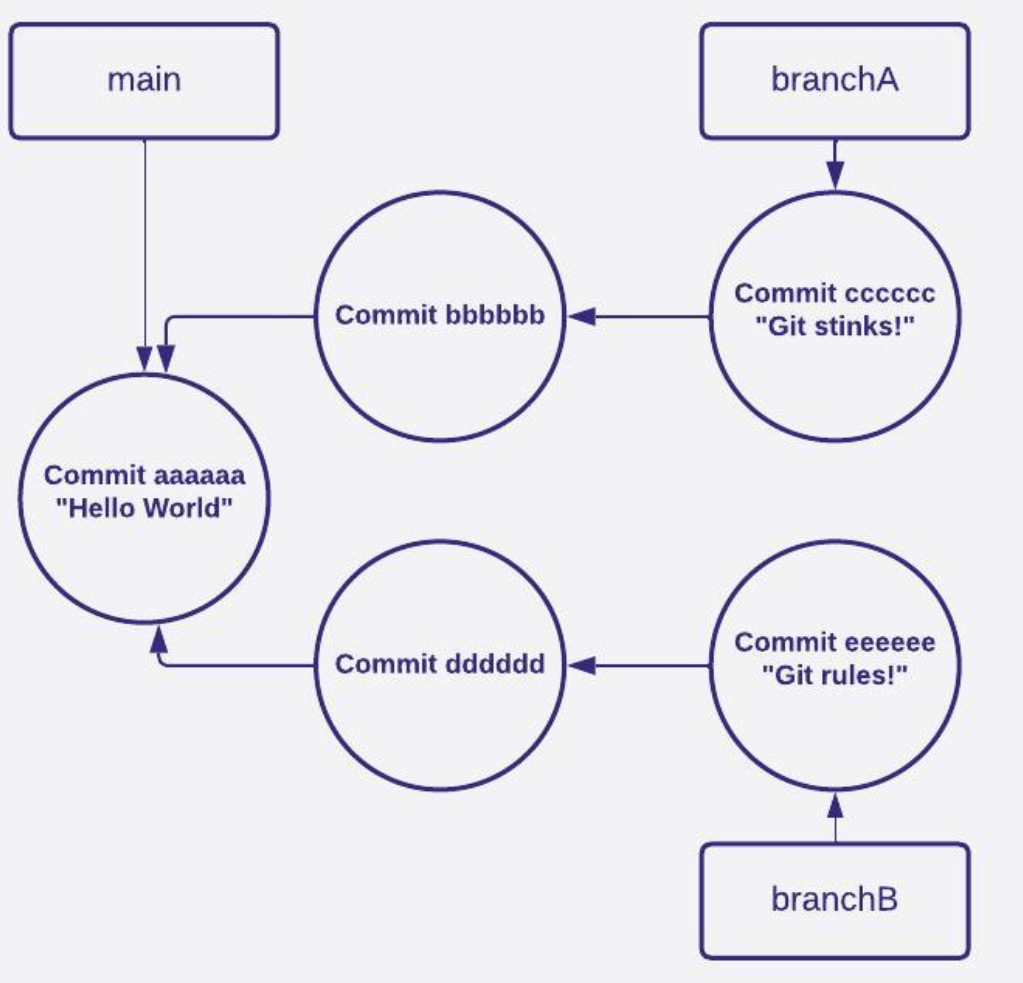 main
branchA
Commit bbbbbb
Commit cccccc
"Git stinks!"
Commit aaaaaa
"Hello World"
Commit dddddd
Commit eeeeee
"Git rules!"
branchB